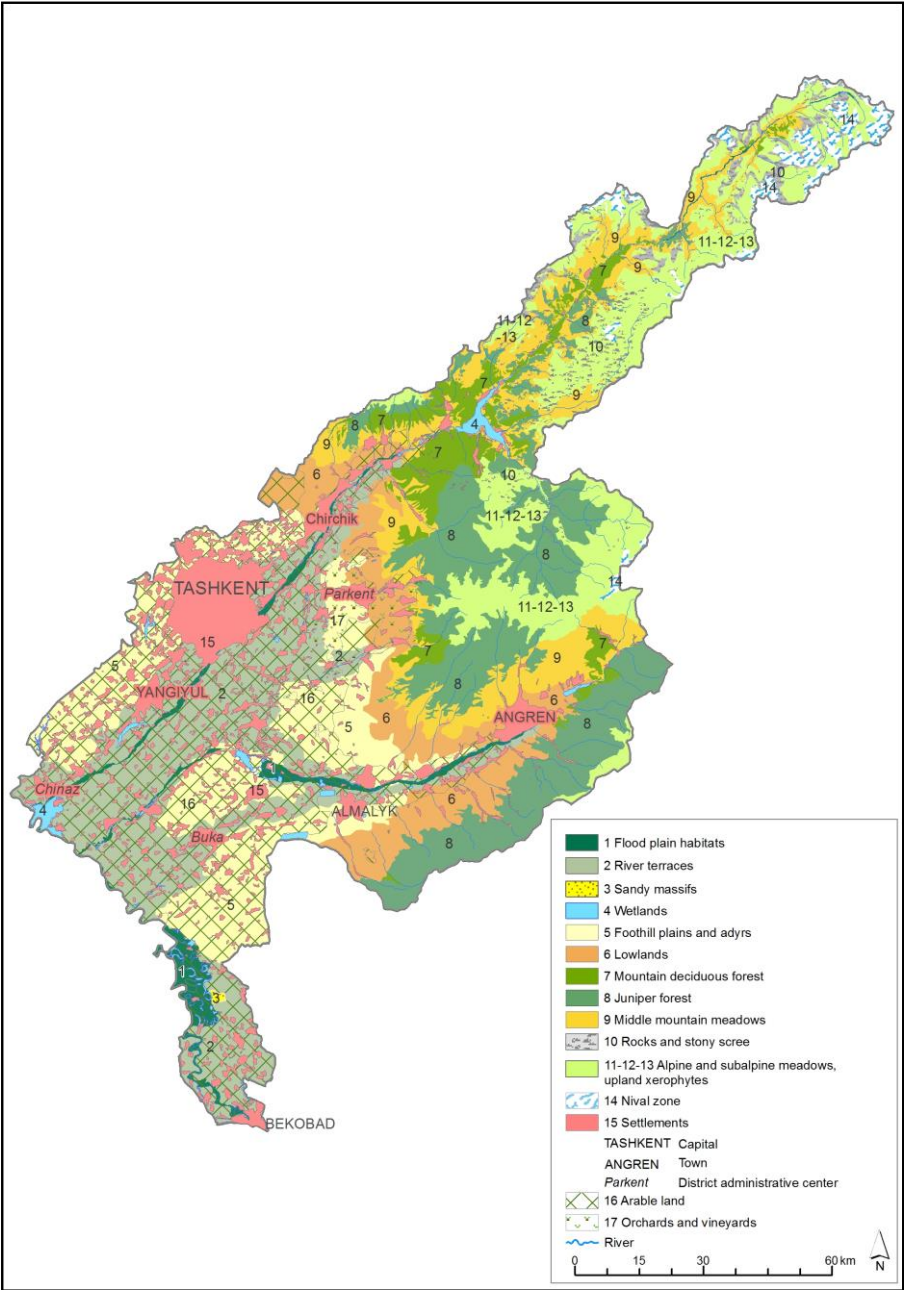 14
10
14
9
11-12-13
9
9
7
8
11-12
-13
10
7
9
4
8
7
9
6
7
10
Chirchik
9
11-12-13
8
8
TASHKENT
Parkent
14
11-12-13
17
15
2
7
7
9
5
YANGIYUL
2
8
16
6
5
6
ANGREN
8
1
Chinaz
15
4
16
ALMALYK
6
Buka
8
5
1
3
2
BEKOBAD
1 Flood plain habitats
2 River terraces
3 Sandy massifs
4 Wetlands
5 Foothill plains and adyrs
6 Lowlands
7 Mountain deciduous forest
8 Juniper forest
9 Middle mountain meadows
10 Rocks and stony scree
11-12-13 Alpine and subalpine meadows,
upland xerophytes
14 Nival zone
15 Settlements
TASHKENT Capital
ANGREN Town
Parkent District administrative center
16 Arable land
17 Orchards and vineyards
River
0 15 30 60 km
N